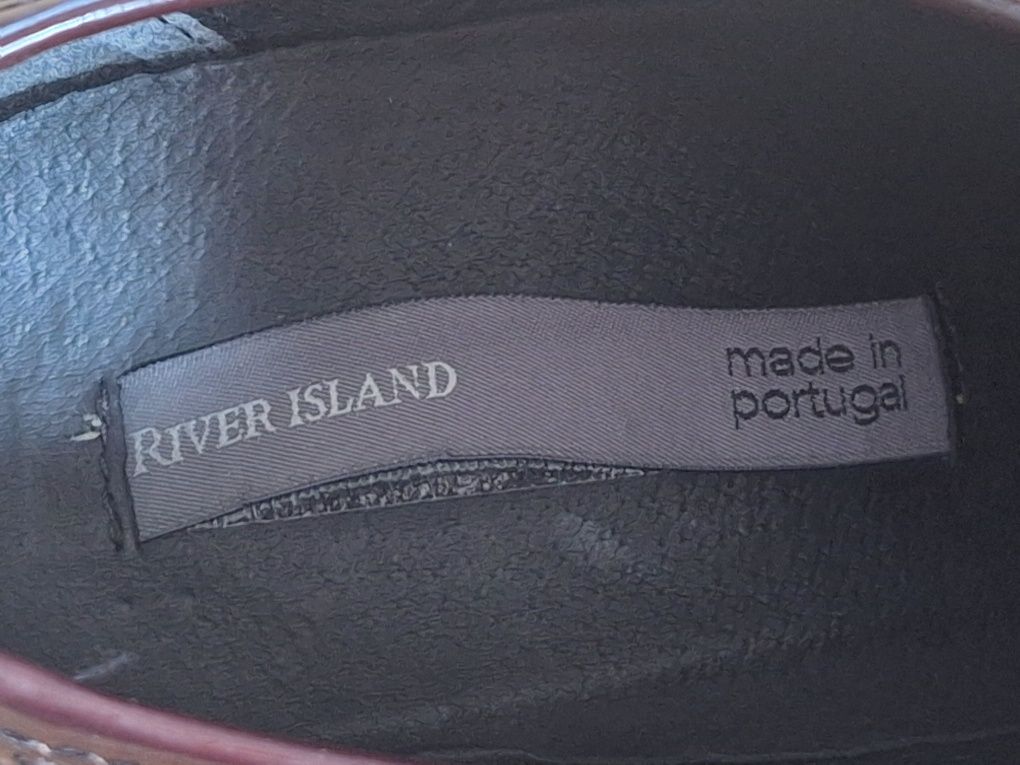 RIVER ISLAND
made in
portugal